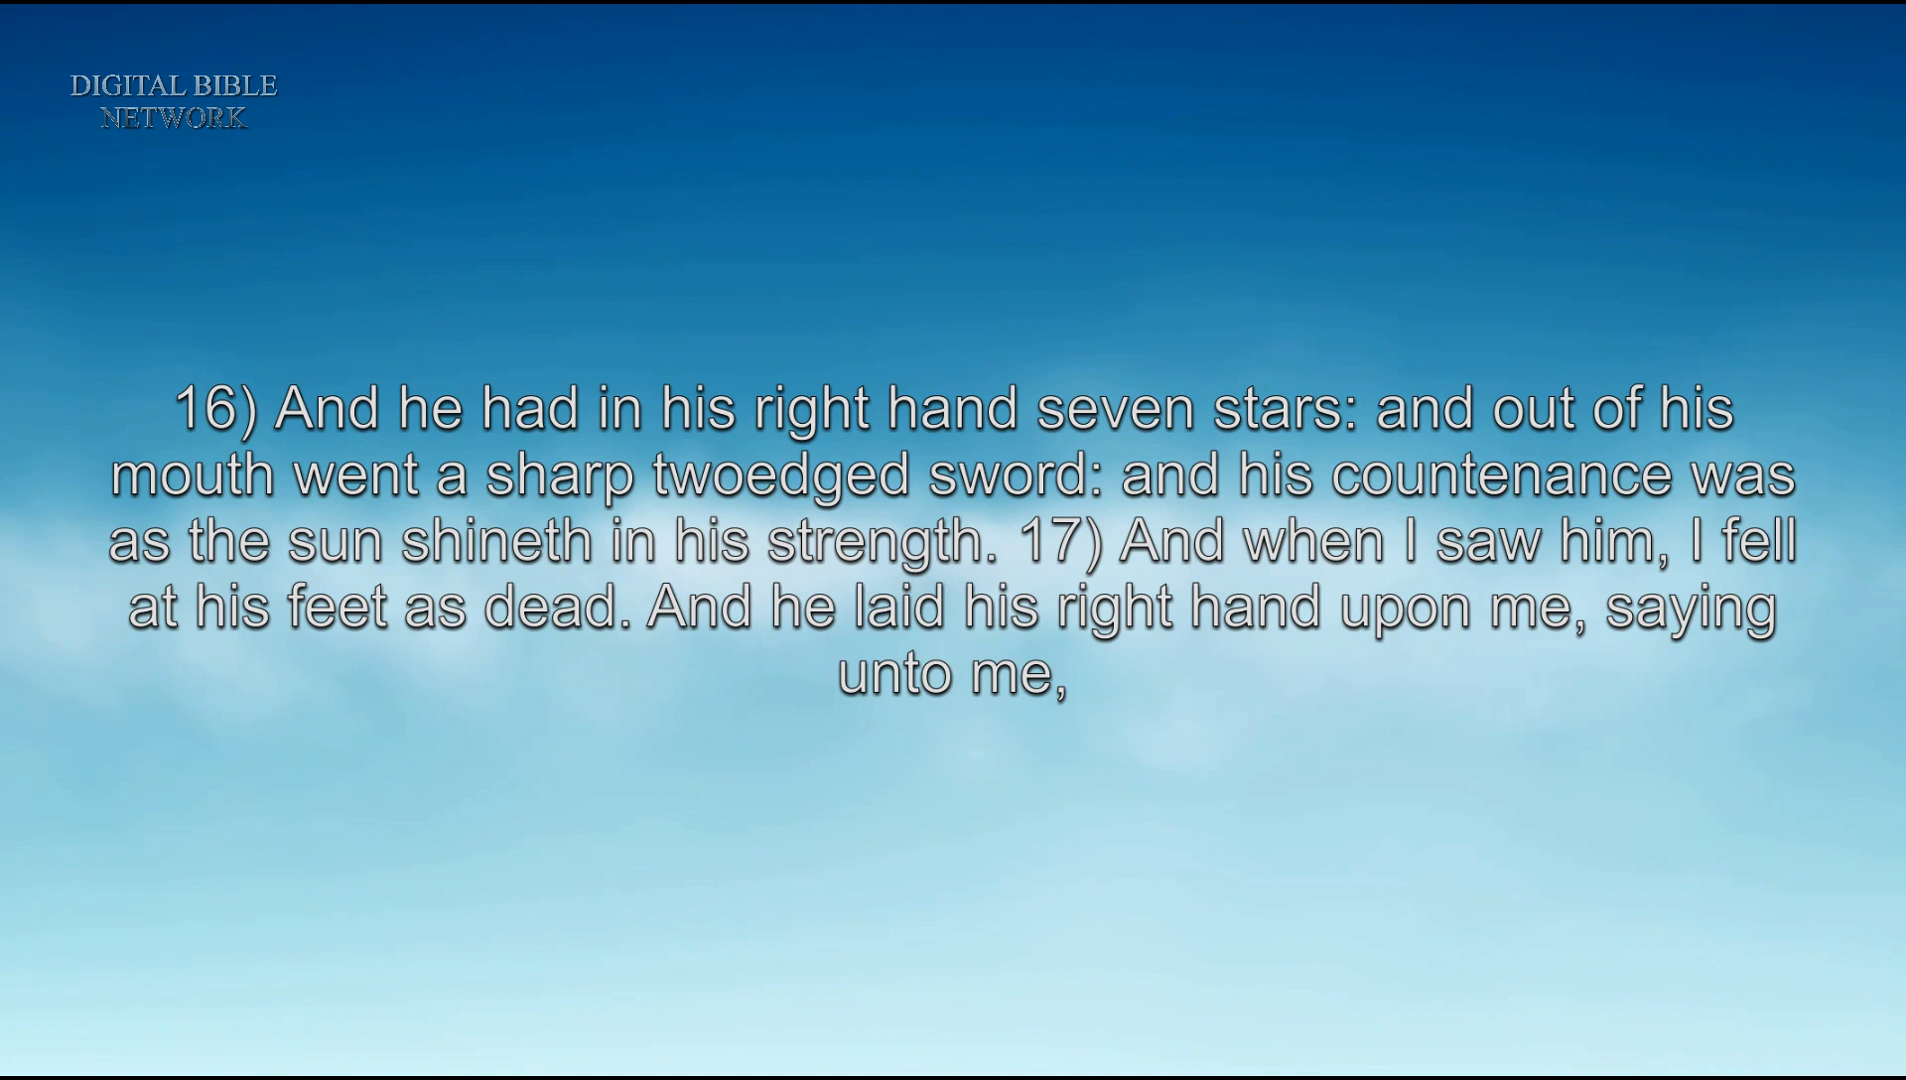 DIGITAL BIBLE
NETWORK
16) And he had in his right hand seven stars: and out of his
mouth went a sharp twoedged sword: and his countenance was
as the sun shineth in his strength. 17) And when I saw him, I fell
at his feet as dead. And he laid his right hand upon me, saying
unto me,